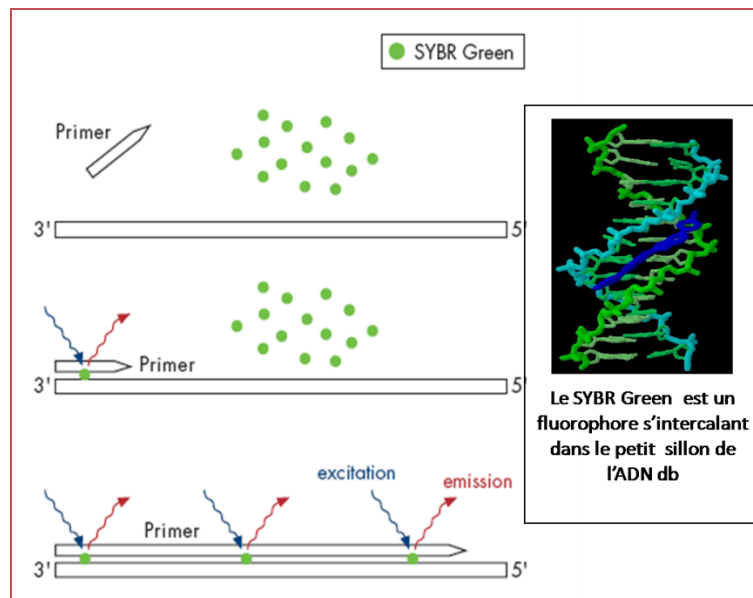 SYBR Green
Primer
3'
5'
Primer
3'
5'
excitation
emission
Primer
3'
5'
Le SYBR Green est un
fluorophore s'intercalant
dans le petit sillon de
l'ADN db